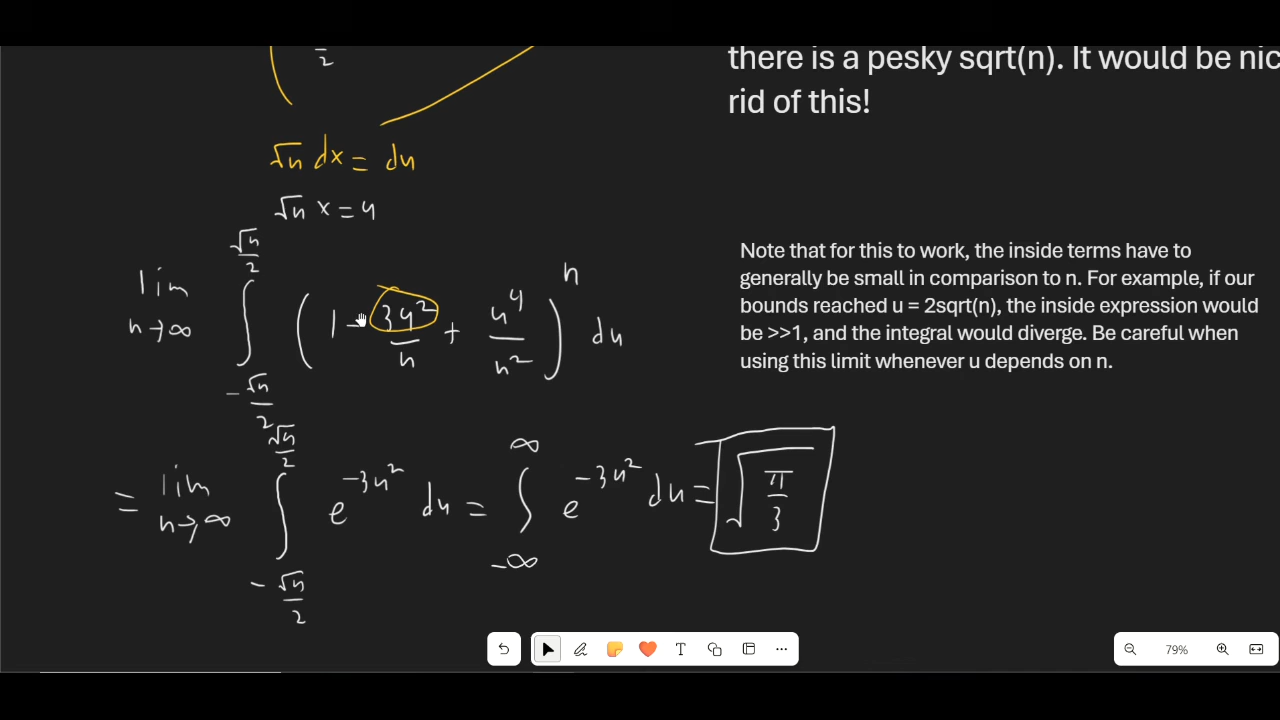 2
there is a pesky sqrt(n). It would be nic
rid of this!
√n dx = du
√n x = u
Note that for this to work, the inside terms have to
generally be small in comparison to n. For example, if our
bounds reached u = 2sqrt(n), the inside expression would
be >>1, and the integral would diverge. Be careful when
using this limit whenever u depends on n.
lim n→∞ ∫_{-√n/2}^{√n/2} (1 - 3u²/n + u⁴/n²)^n du
= lim n→∞ ∫_{-√n/2}^{√n/2} e^{-3u²} du = ∫_{-∞}^{∞} e^{-3u²} du = √(π/3)
79%